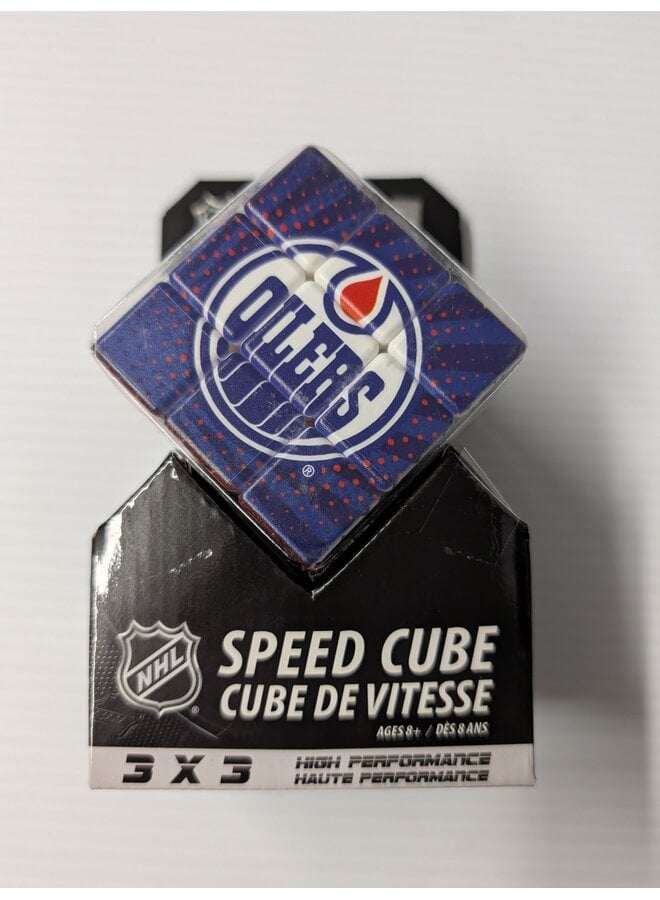 OILERS
®
NHL
®
SPEED CUBE
CUBE DE VITESSE
AGES 8+ / DÈS 8 ANS
3 X 3
HIGH PERFORMANCE
HAUTE PERFORMANCE